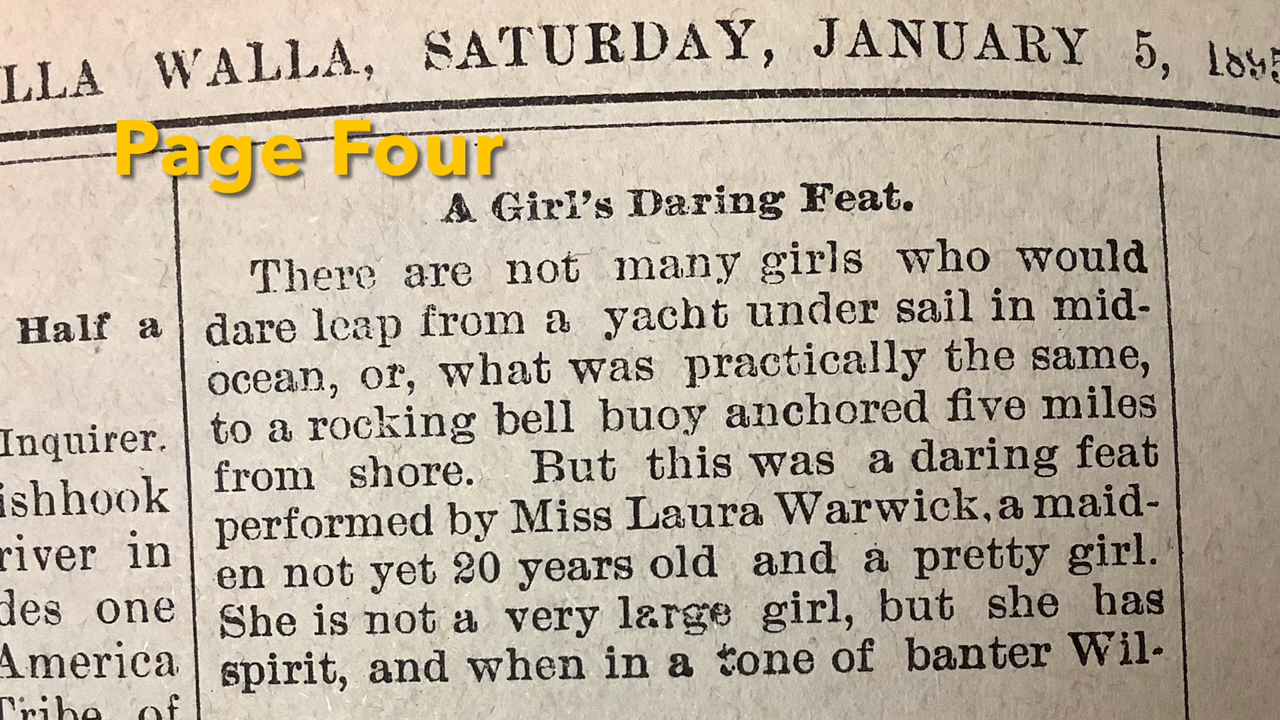 LLA WALLA, SATURDAY, JANUARY 5, 1895
Page Four
Half a
Inquirer.
ishhook
river in
des one
America
Tribe of
A Girl's Daring Feat.
There are not many girls who would
dare leap from a yacht under sail in mid-
ocean, or, what was practically the same,
to a rocking bell buoy anchored five miles
from shore. But this was a daring feat
performed by Miss Laura Warwick, a maid-
en not yet 20 years old and a pretty girl.
She is not a very large girl, but she has
spirit, and when in a tone of banter Wil-